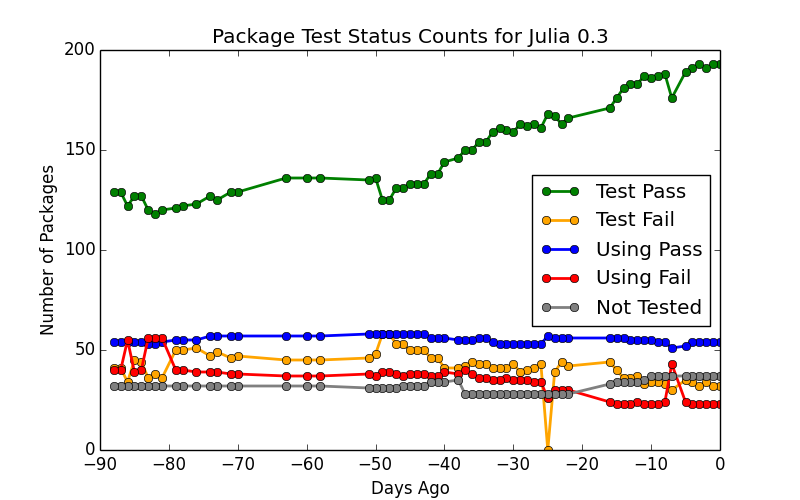 Package Test Status Counts for Julia 0.3
200
150
100
50
0
Number of Packages
Test Pass
Test Fail
Using Pass
Using Fail
Not Tested
−90 −80 −70 −60 −50 −40 −30 −20 −10 0
Days Ago